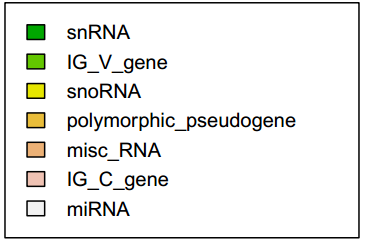 snRNA
IG_V_gene
snoRNA
polymorphic_pseudogene
misc_RNA
IG_C_gene
miRNA